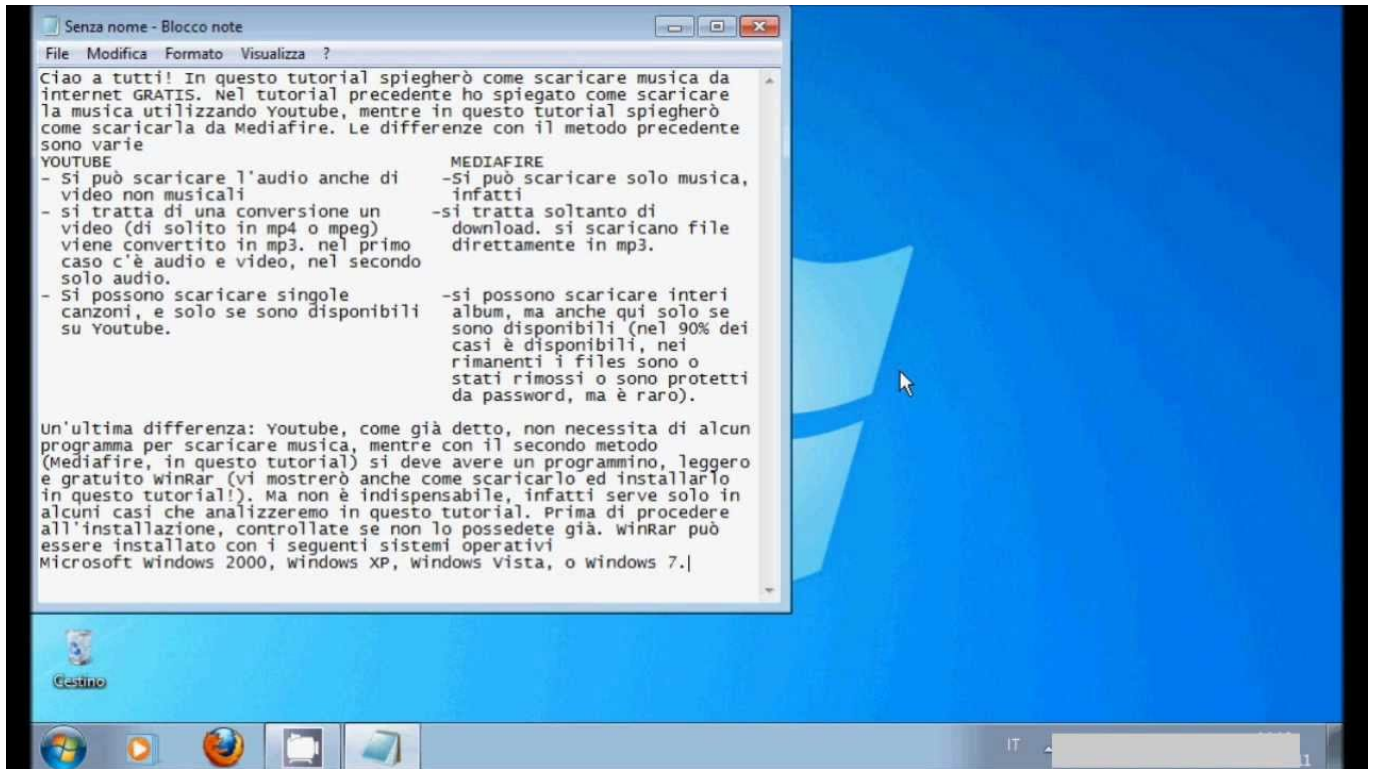 Senza nome - Blocco note
File Modifica Formato Visualizza ?
Ciao a tutti! In questo tutorial spiegherò come scaricare musica da
internet GRATIS. Nel tutorial precedente ho spiegato come scaricare
la musica utilizzando Youtube, mentre in questo tutorial spiegherò
come scaricarla da Mediafire. Le differenze con il metodo precedente
sono varie
YOUTUBE MEDIAFIRE
- Si può scaricare l'audio anche di -Si può scaricare solo musica,
video non musicali infatti
- si tratta di una conversione un -si tratta soltanto di
video (di solito in mp4 o mpeg) download. si scaricano file
viene convertito in mp3. nel primo direttamente in mp3.
caso c'è audio e video, nel secondo
solo audio.
- Si possono scaricare singole -si possono scaricare interi
canzoni, e solo se sono disponibili album, ma anche qui solo se
su Youtube. sono disponibili (nel 90% dei
casi è disponibili, nei
rimanenti i files sono o
stati rimossi o sono protetti
da password, ma è raro).
Un'ultima differenza: Youtube, come già detto, non necessita di alcun
programma per scaricare musica, mentre con il secondo metodo
(Mediafire, in questo tutorial) si deve avere un programmino, leggero
e gratuito WinRar (vi mostrerò anche come scaricarlo ed installarlo
in questo tutorial!). Ma non è indispensabile, infatti serve solo in
alcuni casi che analizzeremo in questo tutorial. Prima di procedere
all'installazione, controllate se non lo possedete già. WinRar può
essere installato con i seguenti sistemi operativi
Microsoft Windows 2000, Windows XP, Windows Vista, o Windows 7.
Cestino
IT